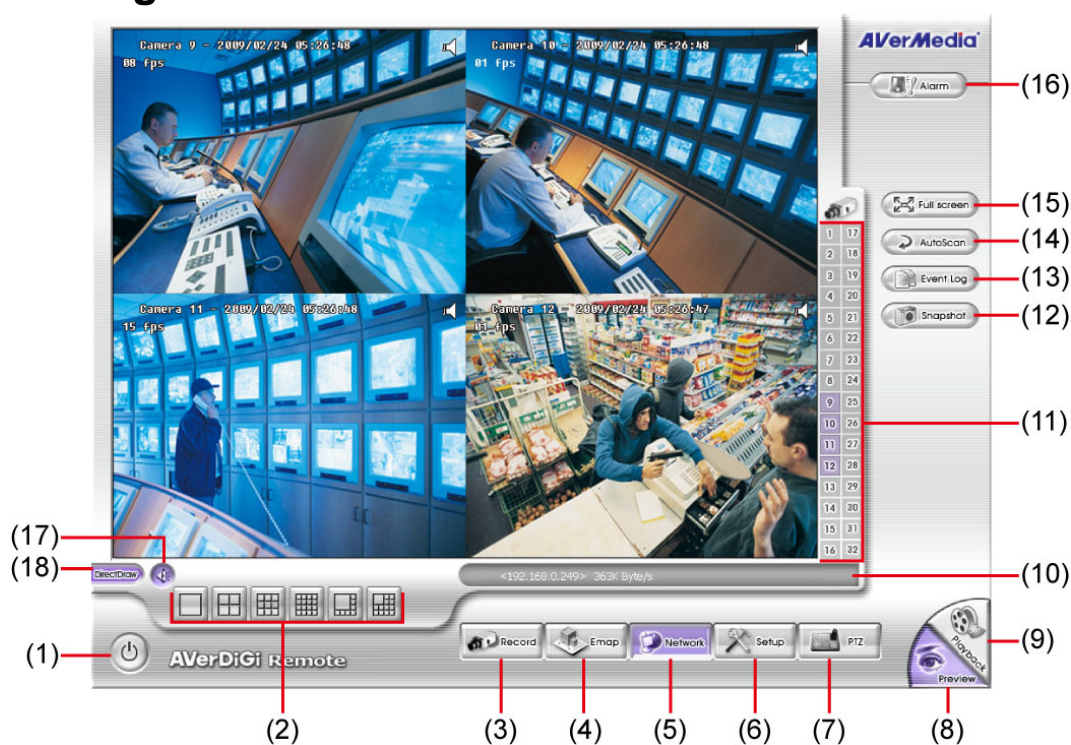 Camera 9 - 2009/02/24 05:26:48
08 fps
Camera 10 - 2009/02/24 05:26:48
01 fps
AVerMedia
Alarm
(16)
Full screen
(15)
AutoScan
(14)
Event Log
(13)
Snapshot
(12)
1 17
2 18
3 19
4 20
5 21
6 22
7 23
8 24
9 25
10 26
11 27
12 28
13 29
14 30
15 31
16 32
(11)
Camera 11 - 2009/02/24 05:26:48
15 fps
Camera 12 - 2009/02/24 05:26:47
01 fps
(17)
(18)
DirectDraw
<192.168.0.249> 363K Byte/s
(10)
(1)
AVerDiGi Remote
Record
Emap
Network
Setup
PTZ
Playback
Preview
(9)
(2)
(3)
(4)
(5)
(6)
(7)
(8)